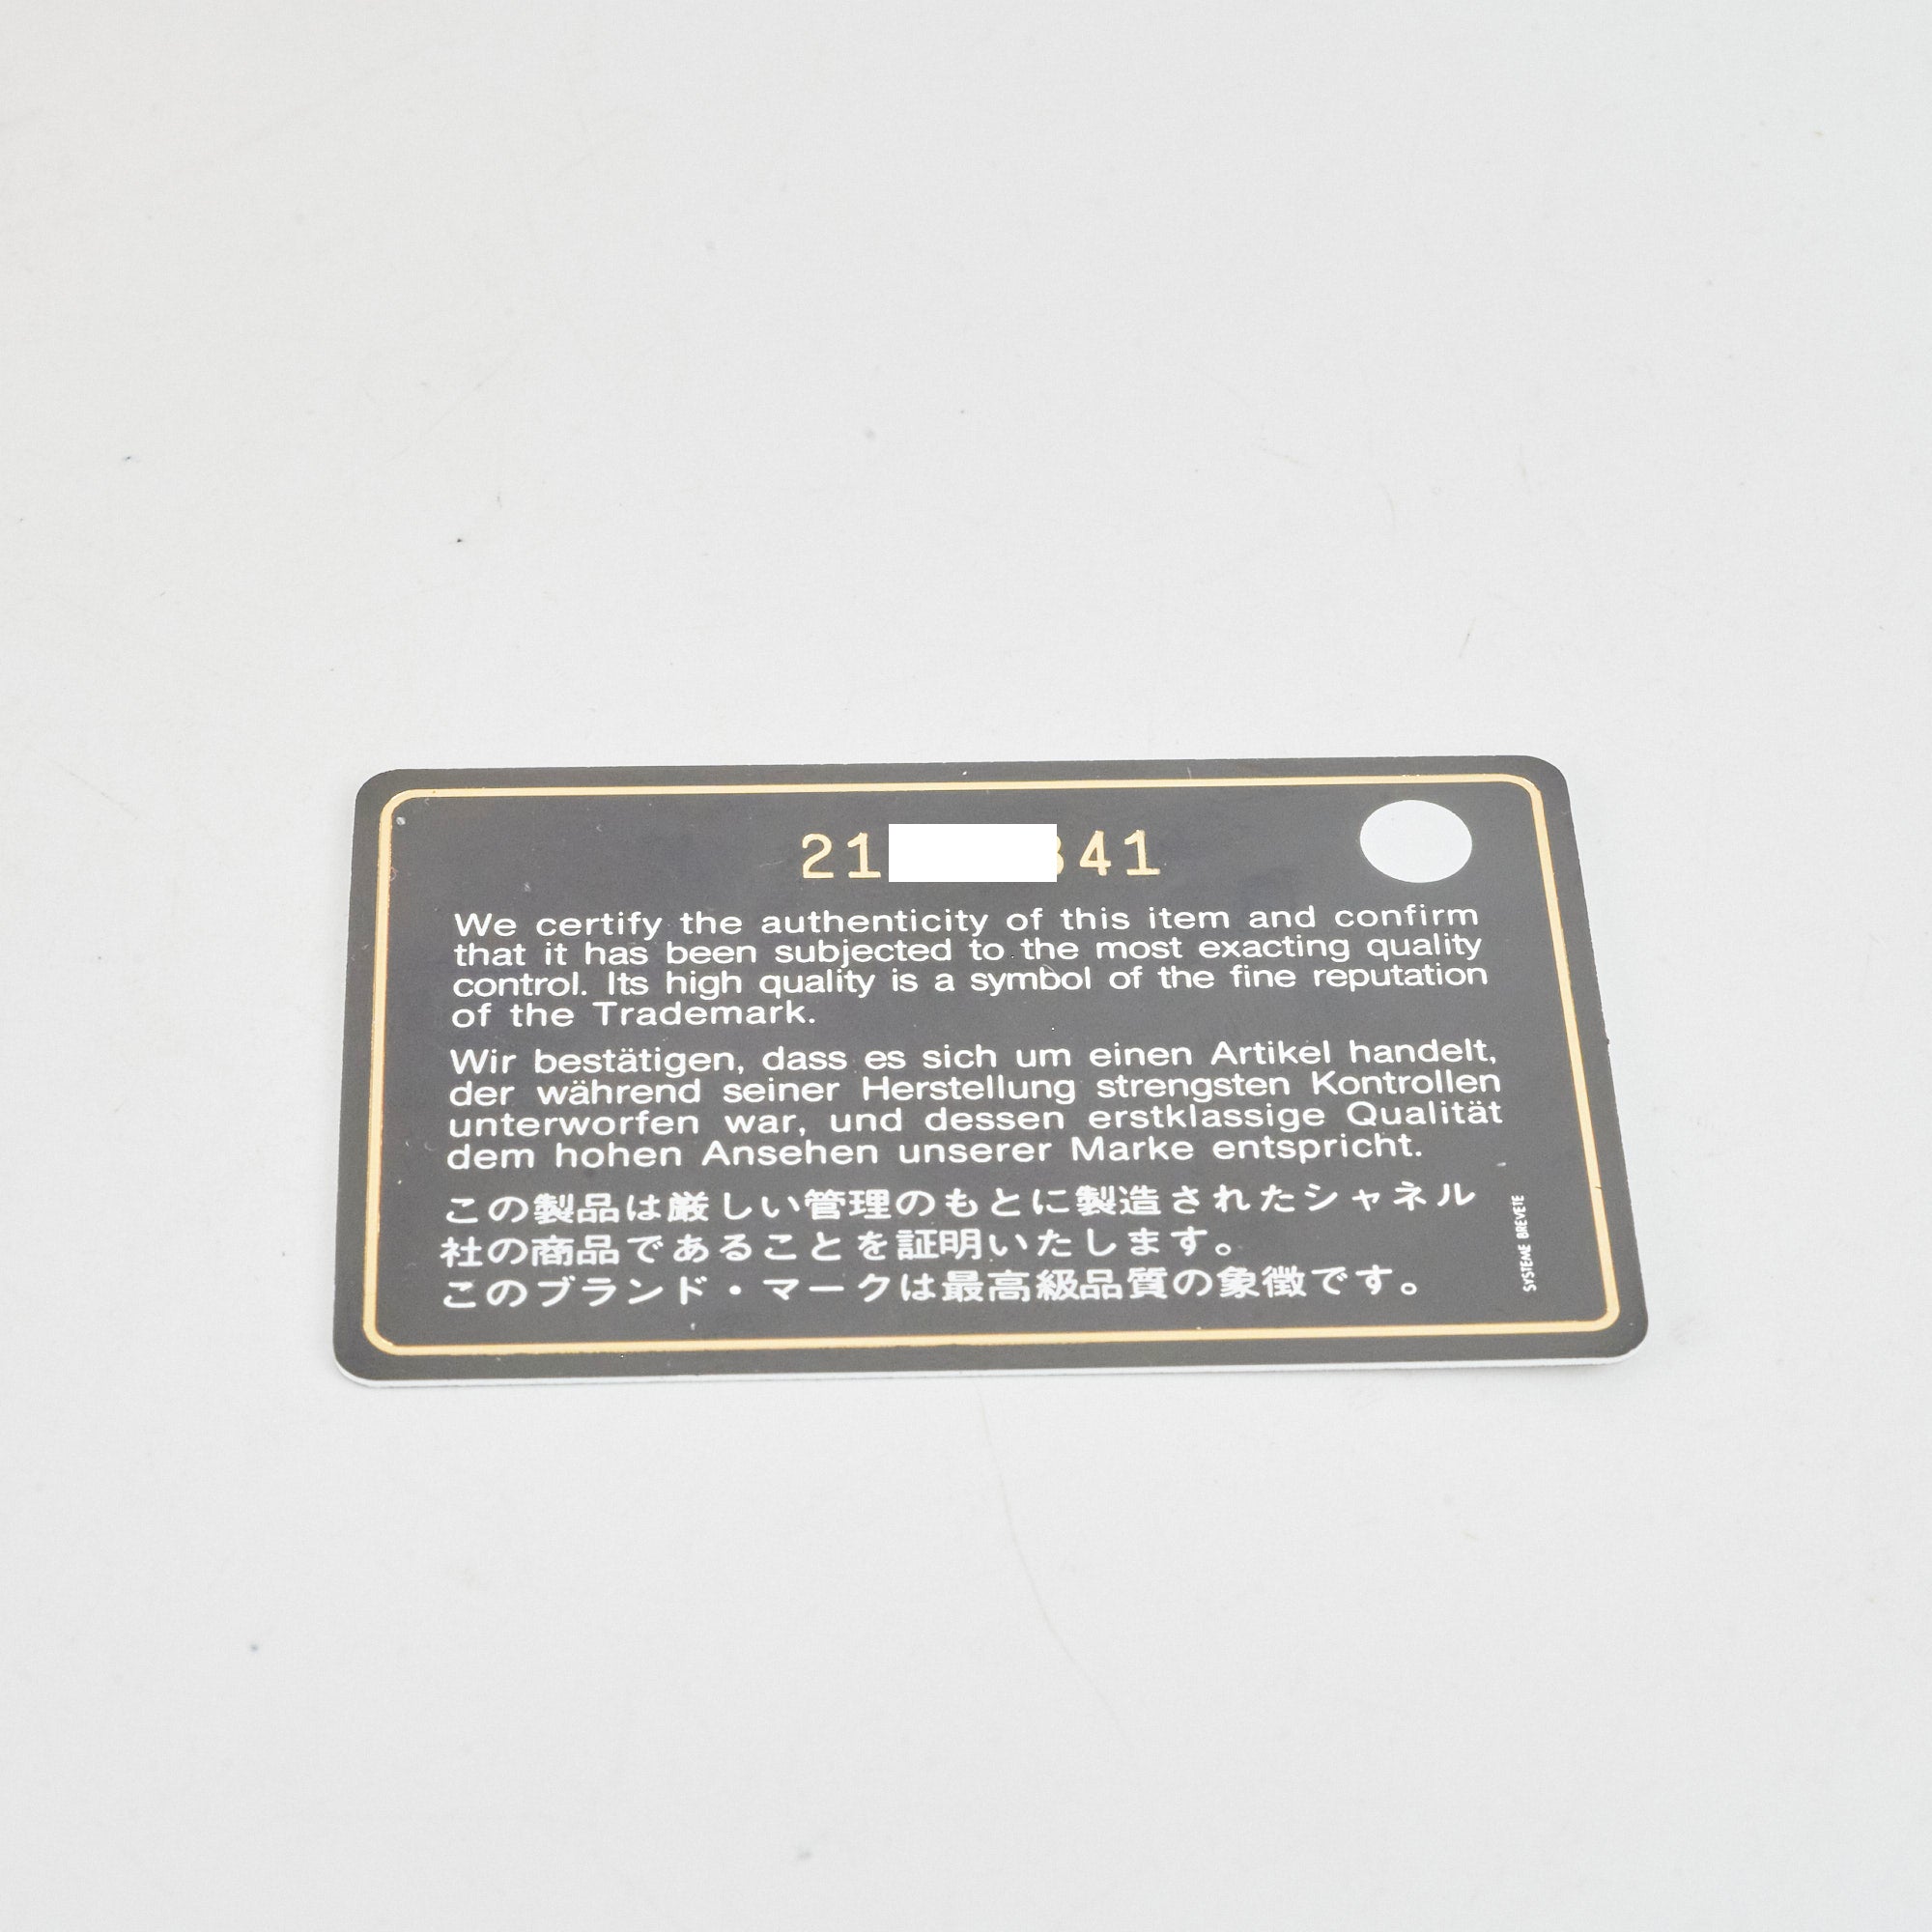 21 341
We certify the authenticity of this item and confirm
that it has been subjected to the most exacting quality
control. Its high quality is a symbol of the fine reputation
of the Trademark.
Wir bestätigen, dass es sich um einen Artikel handelt,
der während seiner Herstellung strengsten Kontrollen
unterworfen war, und dessen erstklassige Qualität
dem hohen Ansehen unserer Marke entspricht.
この製品は厳しい管理のもとに製造されたシャネル
社の商品であることを証明いたします。
このブランド・マークは最高級品質の象徴です。
SYSTEME BREVETE